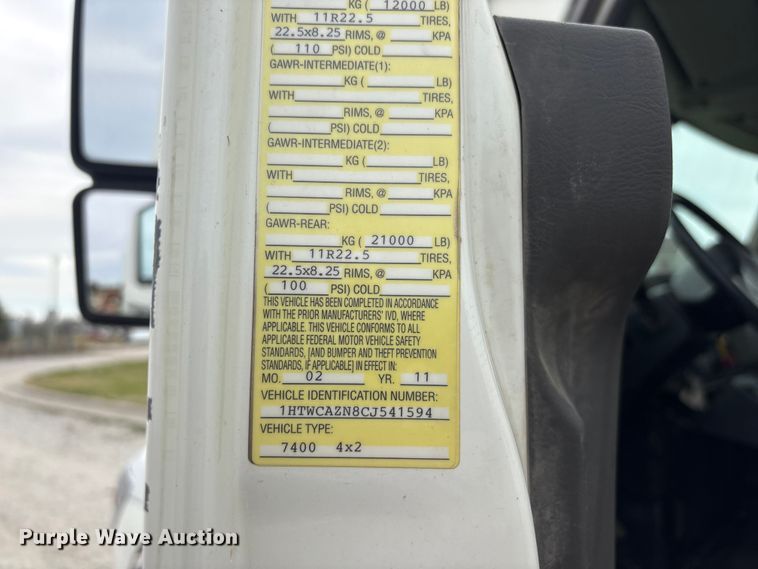 KG ( 12000 LB)
WITH 11R22.5 TIRES,
22.5x8.25 RIMS, @ KPA
( 110 PSI) COLD
GAWR-INTERMEDIATE(1):
KG ( LB)
WITH TIRES,
RIMS, @ KPA
( PSI) COLD
GAWR-INTERMEDIATE(2):
KG ( LB)
WITH TIRES,
RIMS, @ KPA
( PSI) COLD
GAWR-REAR:
KG ( 21000 LB)
WITH 11R22.5 TIRES,
22.5x8.25 RIMS, @ KPA
( 100 PSI) COLD
THIS VEHICLE HAS BEEN COMPLETED IN ACCORDANCE
WITH THE PRIOR MANUFACTURERS' IVD, WHERE
APPLICABLE. THIS VEHICLE CONFORMS TO ALL
APPLICABLE FEDERAL MOTOR VEHICLE SAFETY
STANDARDS, [AND BUMPER AND THEFT PREVENTION
STANDARDS, IF APPLICABLE] IN EFFECT IN:
MO. 02 YR. 11
VEHICLE IDENTIFICATION NUMBER:
1HTWCAZN8CJ541594
VEHICLE TYPE:
7400 4x2
Purple Wave Auction